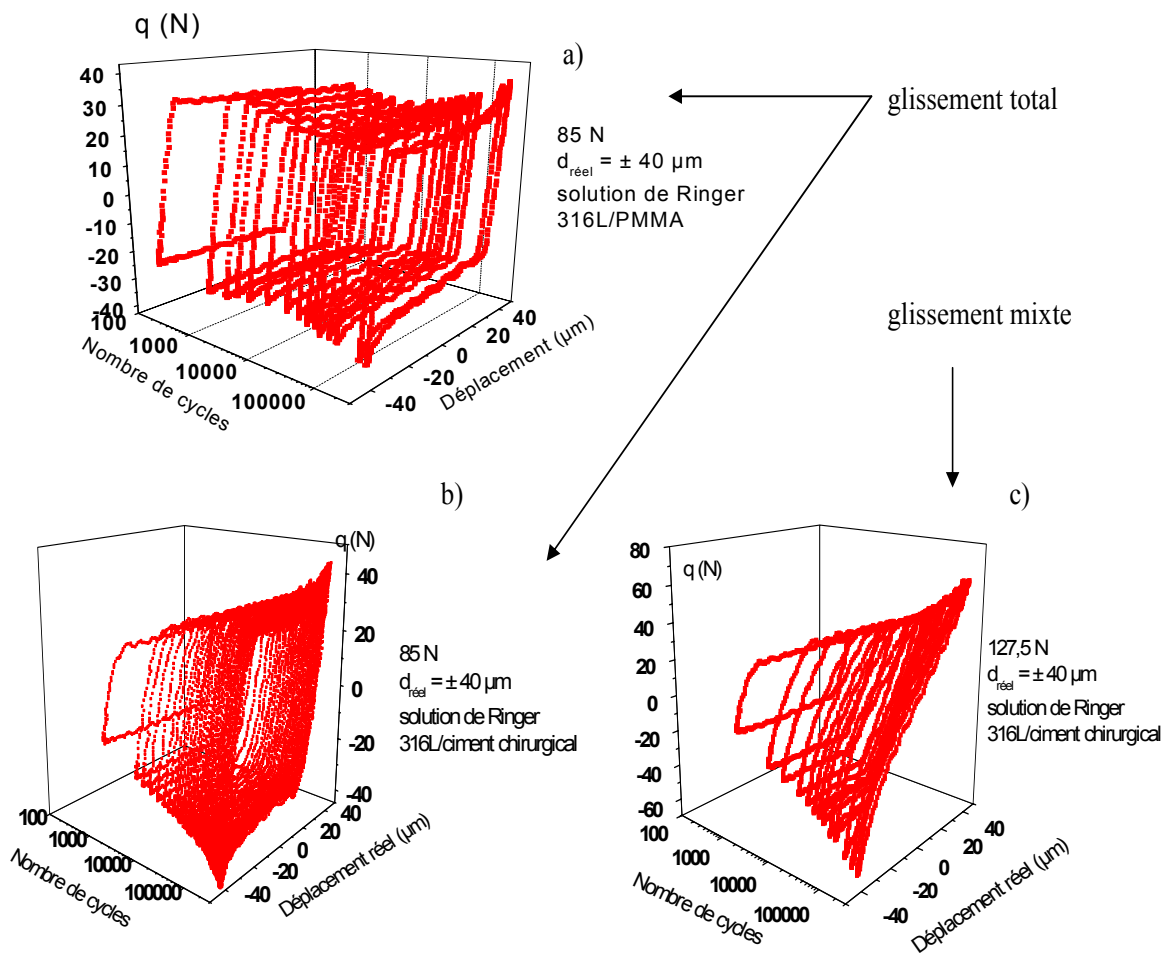 q (N)
40
30
20
10
0
-10
-20
-30
-40
100
1000
10000
100000
Nombre de cycles
-40
-20
0
20
40
Déplacement (µm)
a)
85 N
d réel = ± 40 µm
solution de Ringer
316L/PMMA
glissement total
glissement mixte
b)
q (N)
40
20
0
-20
-40
100
1000
10000
100000
Nombre de cycles
-40
-20
0
20
40
Déplacement réel (µm)
85 N
d réel = ± 40 µm
solution de Ringer
316L/ciment chirurgical
c)
q (N)
80
60
40
20
0
-20
-40
-60
100
1000
10000
100000
Nombre de cycles
-40
-20
0
20
40
Déplacement réel (µm)
127,5 N
d réel = ± 40 µm
solution de Ringer
316L/ciment chirurgical